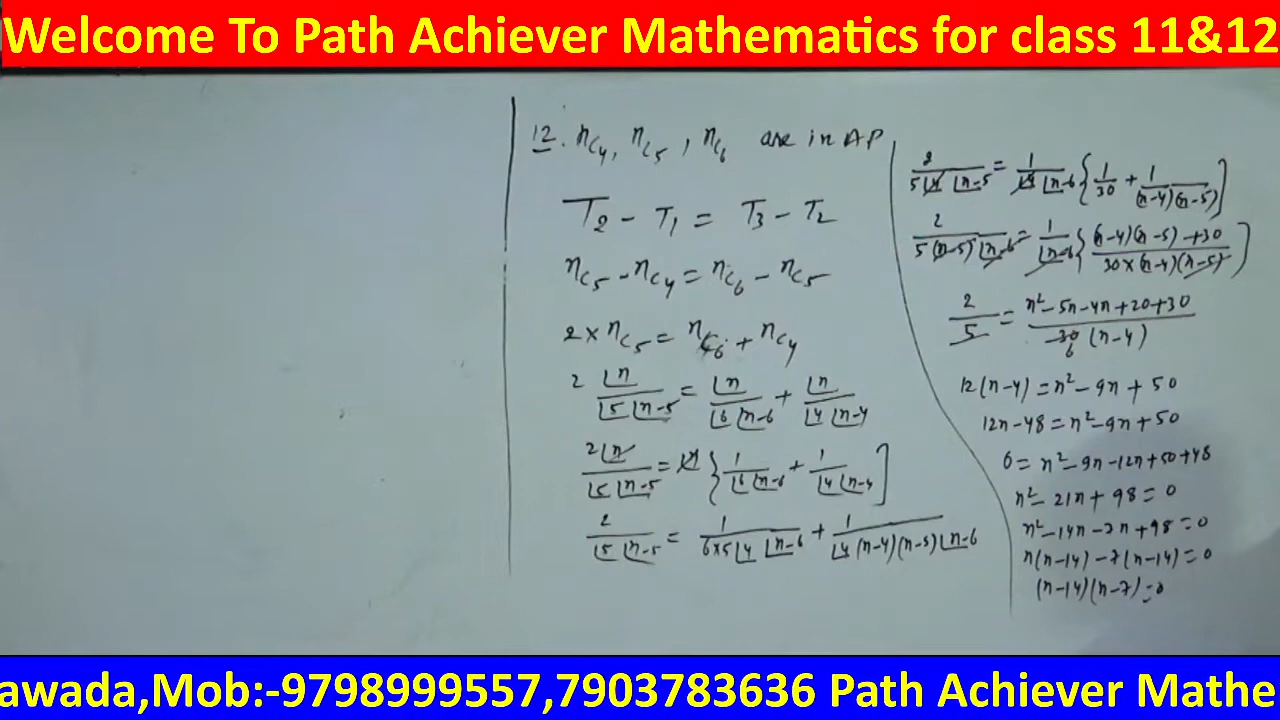 Welcome To Path Achiever Mathematics for class 11&12
12. nC4, nC5, nC6 are in AP
T2 - T1 = T3 - T2
nC5 - nC4 = nC6 - nC5
2 × nC5 = nC6 + nC4
2 ⌊n / ⌊5 ⌊n-5 = ⌊n / ⌊6 ⌊n-6 + ⌊n / ⌊4 ⌊n-4
2⌊n / ⌊5 ⌊n-5 = ⌊n { 1 / ⌊6 ⌊n-6 + 1 / ⌊4 ⌊n-4 ]
2 / ⌊5 ⌊n-5 = 1 / 6×5⌊4 ⌊n-6 + 1 / ⌊4 (n-4)(n-5)⌊n-6
2 / 5⌊4 ⌊n-5 = 1 / ⌊4 ⌊n-6 { 1/30 + 1 / (n-4)(n-5) ]
2 / 5(n-5)⌊n-6 = 1 / ⌊n-6 { (n-4)(n-5)+30 / 30×(n-4)(n-5) }
2 / 5 = n²-5n-4n+20+30 / 30 6 (n-4)
12(n-4) = n²-9n+50
12n-48 = n²-9n+50
0 = n²-9n-12n+50+48
n²-21n+98 = 0
n²-14n-7n+98 = 0
n(n-14)-7(n-14) = 0
(n-14)(n-7) = 0
awada,Mob:-9798999557,7903783636 Path Achiever Mathe